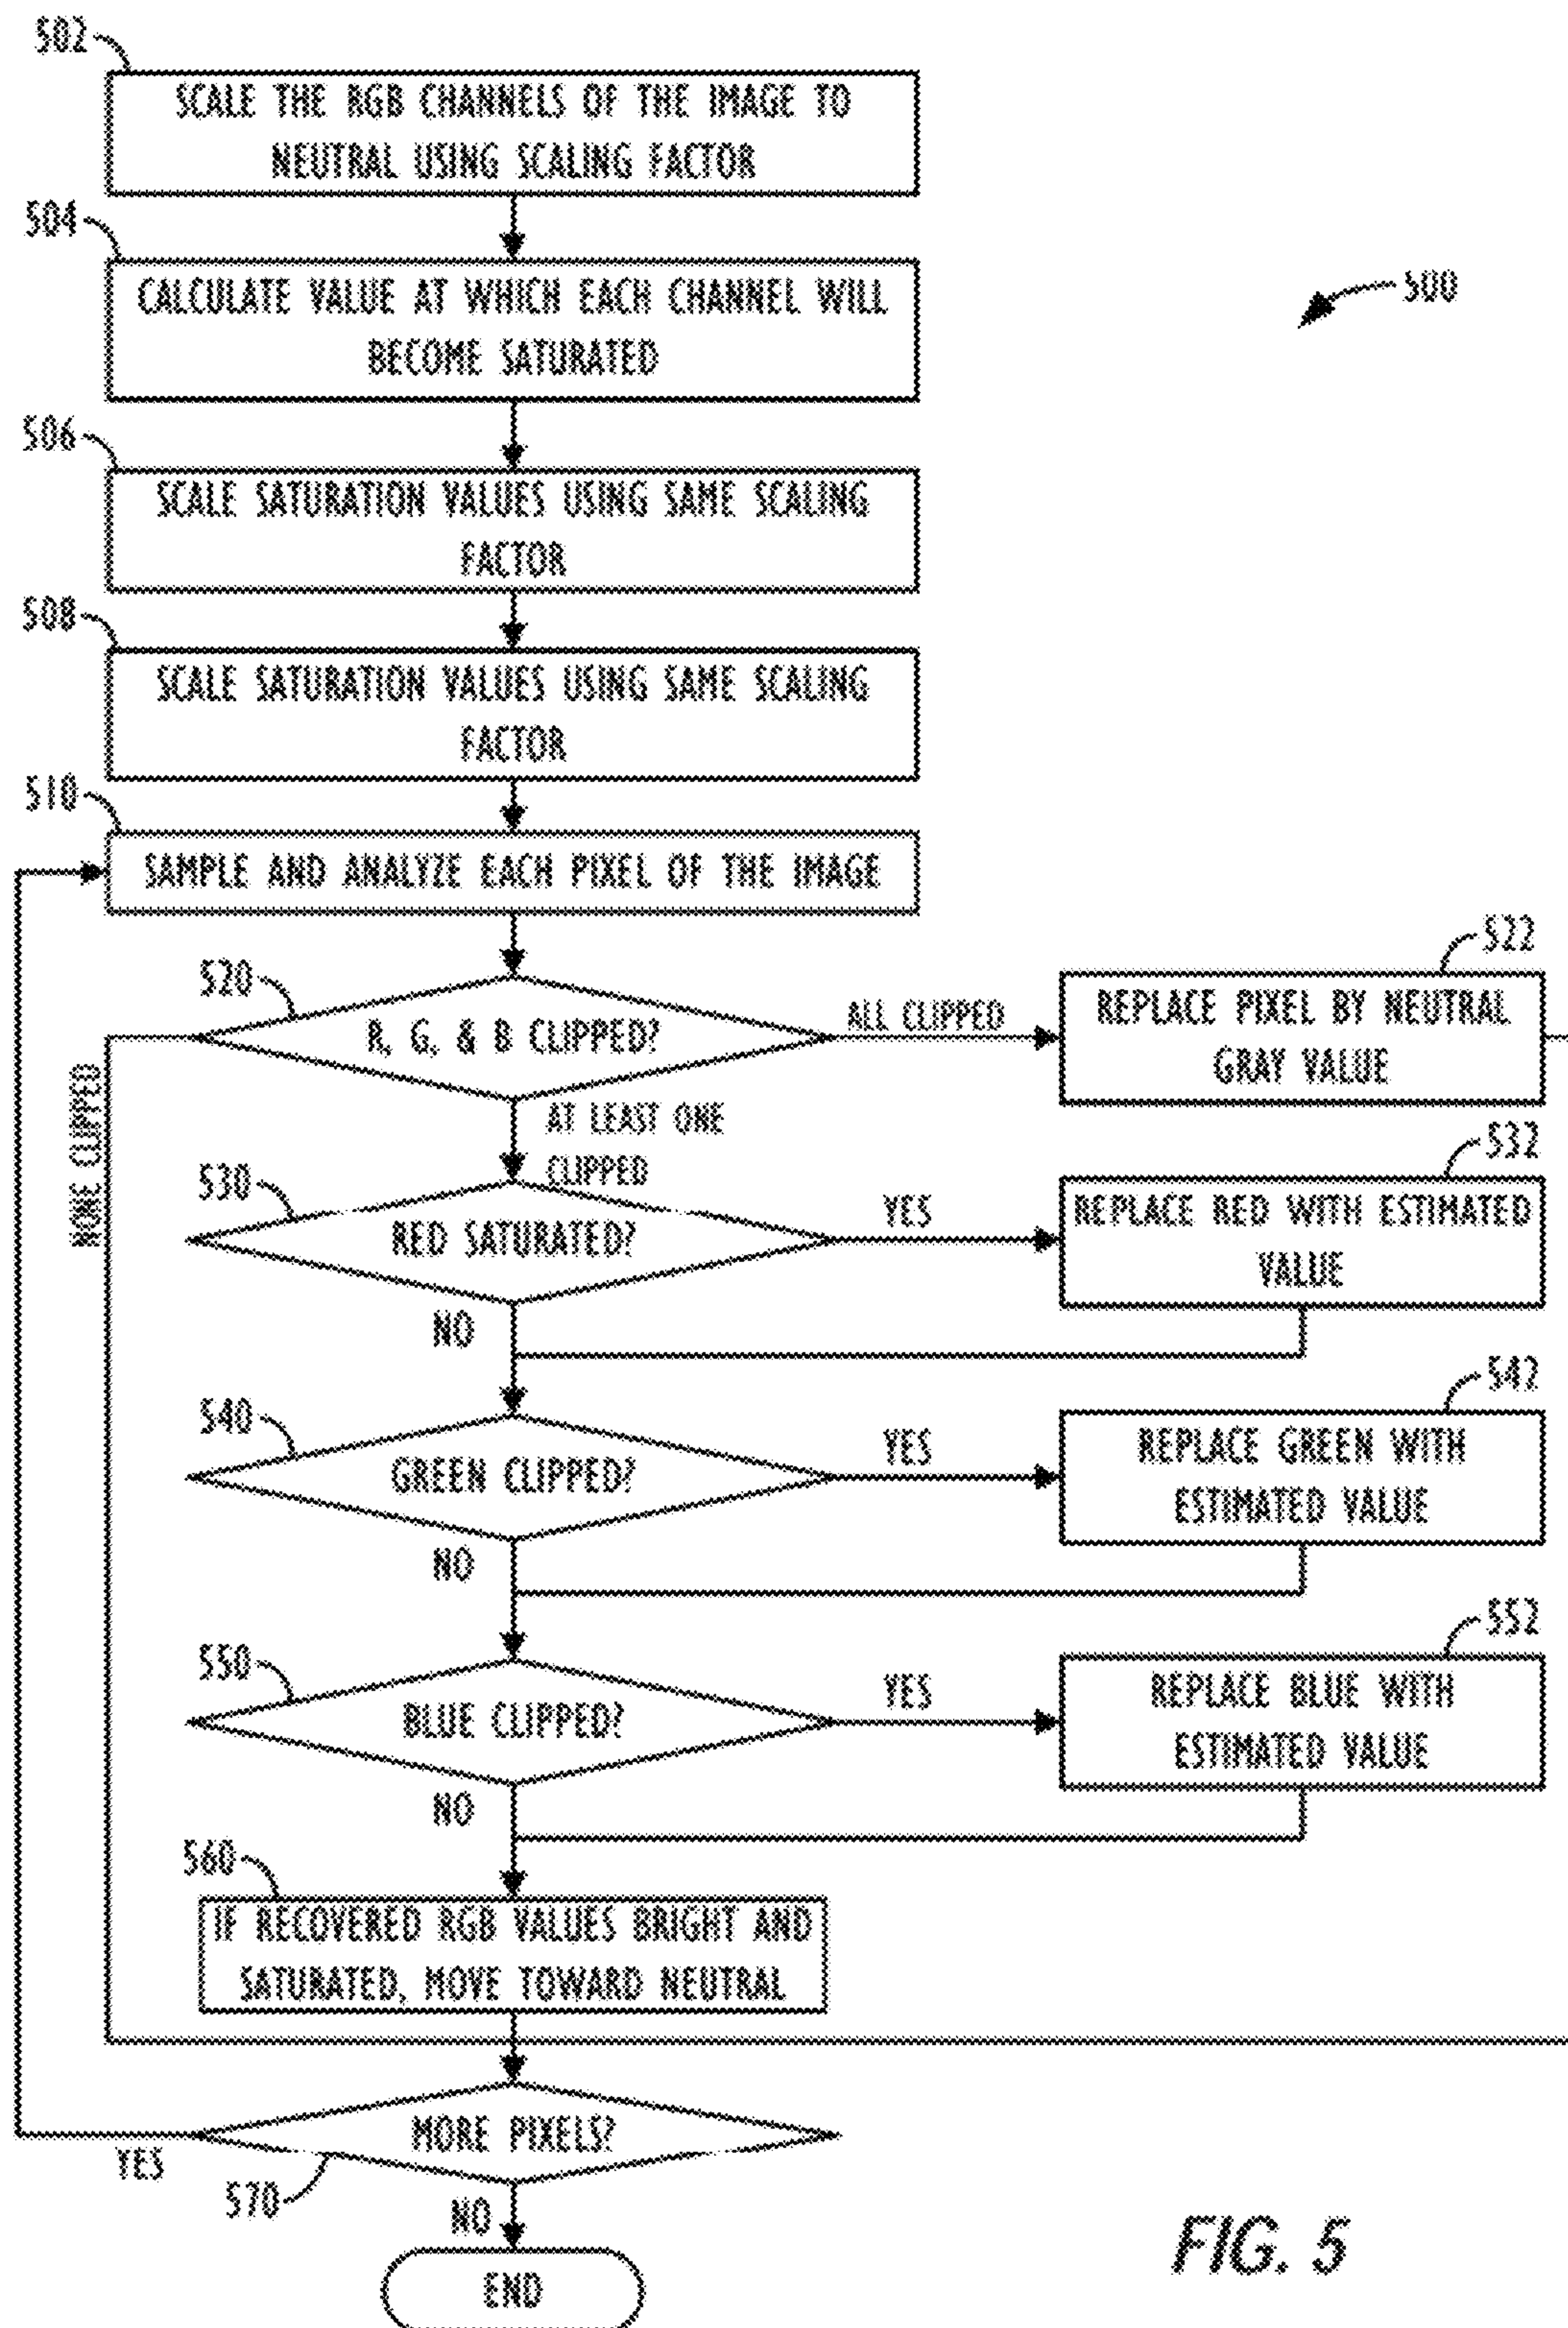 502
SCALE THE RGB CHANNELS OF THE IMAGE TO
NEUTRAL USING SCALING FACTOR
504
CALCULATE VALUE AT WHICH EACH CHANNEL WILL
BECOME SATURATED
500
506
SCALE SATURATION VALUES USING SAME SCALING
FACTOR
508
SCALE SATURATION VALUES USING SAME SCALING
FACTOR
510
SAMPLE AND ANALYZE EACH PIXEL OF THE IMAGE
520
R, G, & B CLIPPED?
ALL CLIPPED
522
REPLACE PIXEL BY NEUTRAL
GRAY VALUE
NONE CLIPPED
AT LEAST ONE
CLIPPED
530
RED SATURATED?
YES
532
REPLACE RED WITH ESTIMATED
VALUE
NO
540
GREEN CLIPPED?
YES
542
REPLACE GREEN WITH
ESTIMATED VALUE
NO
550
BLUE CLIPPED?
YES
552
REPLACE BLUE WITH
ESTIMATED VALUE
NO
560
IF RECOVERED RGB VALUES BRIGHT AND
SATURATED, MOVE TOWARD NEUTRAL
MORE PIXELS?
YES
570
NO
END
FIG. 5